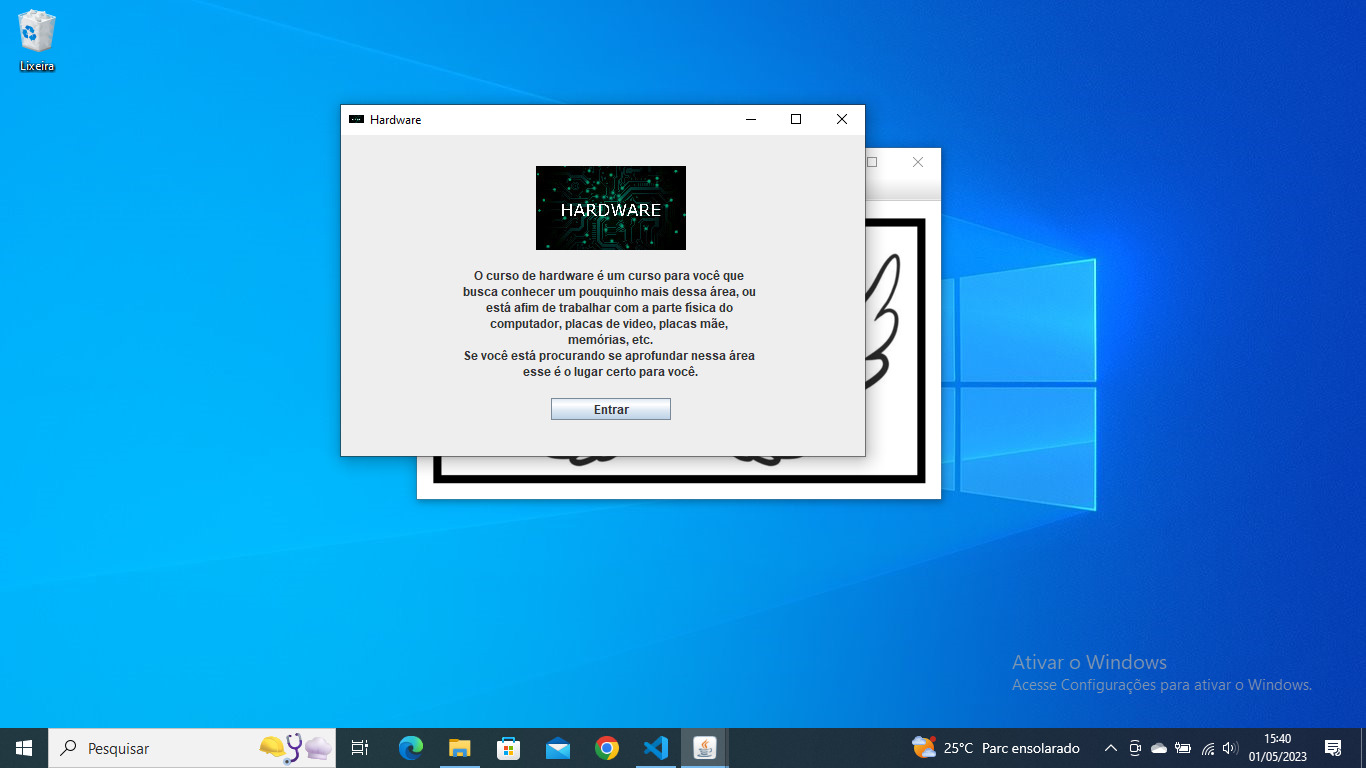 Lixeira
Hardware
HARDWARE
O curso de hardware é um curso para você que
busca conhecer um pouquinho mais dessa área, ou
está afim de trabalhar com a parte física do
computador, placas de video, placas mãe,
memórias, etc.
Se você está procurando se aprofundar nessa área
esse é o lugar certo para você.
Entrar
Ativar o Windows
Acesse Configurações para ativar o Windows.
Pesquisar
25°C Parc ensolarado
15:40
01/05/2023